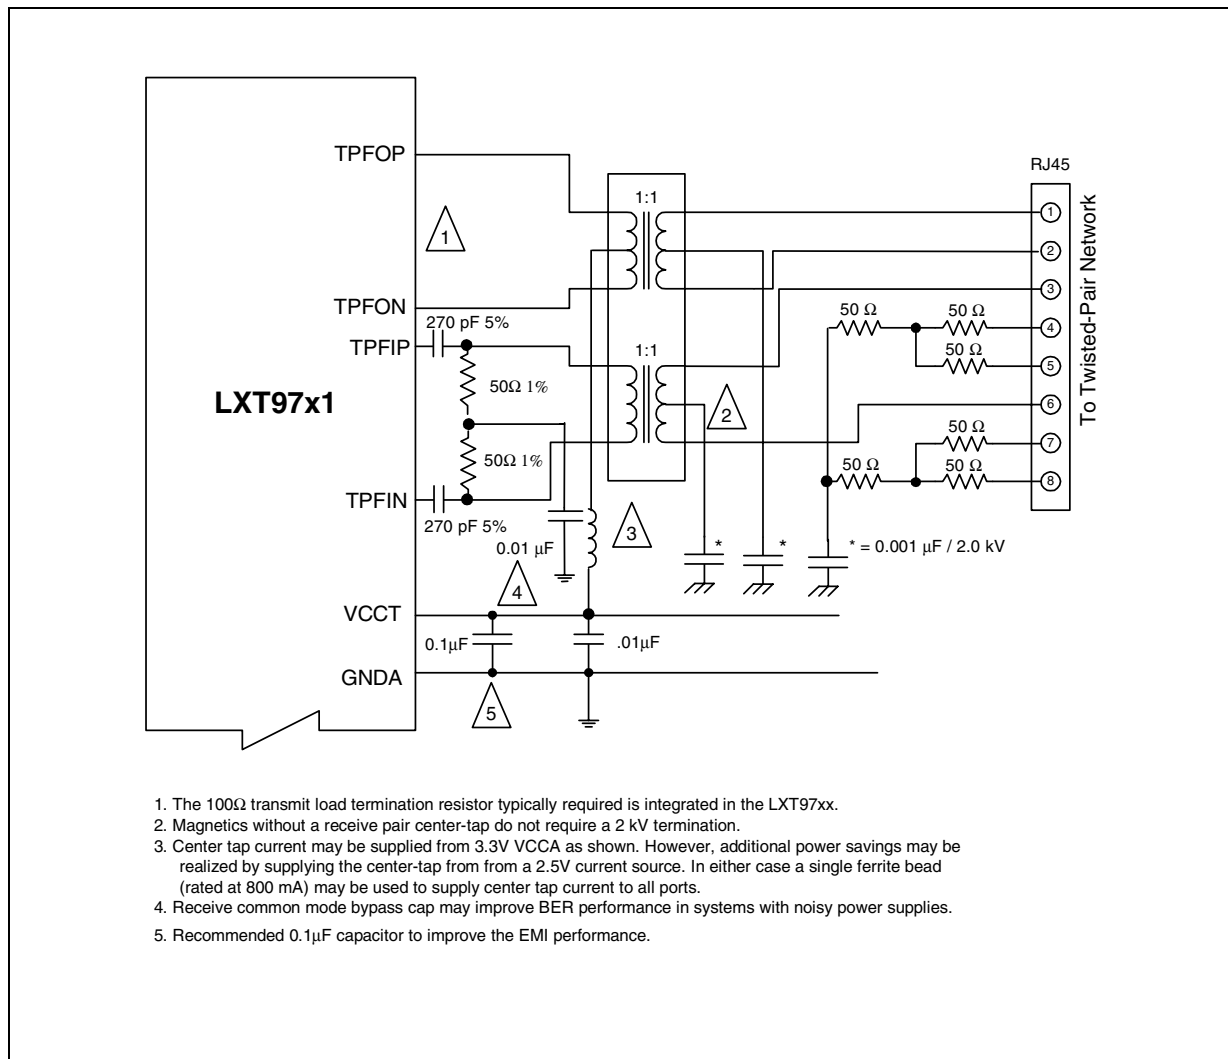 RJ45
TPFOP
1:1
1
1
2
To Twisted-Pair Network
3
TPFON
50 Ω
50 Ω
270 pF 5%
4
TPFIP
1:1
50 Ω
5
50Ω 1%
LXT97x1
2
6
50 Ω
7
50Ω 1%
50 Ω
50 Ω
8
TPFIN
270 pF 5%
3
0.01 µF
*
*
* = 0.001 µF / 2.0 kV
4
VCCT
0.1µF
.01µF
GNDA
5
1. The 100Ω transmit load termination resistor typically required is integrated in the LXT97xx.
2. Magnetics without a receive pair center-tap do not require a 2 kV termination.
3. Center tap current may be supplied from 3.3V VCCA as shown. However, additional power savings may be
realized by supplying the center-tap from from a 2.5V current source. In either case a single ferrite bead
(rated at 800 mA) may be used to supply center tap current to all ports.
4. Receive common mode bypass cap may improve BER performance in systems with noisy power supplies.
5. Recommended 0.1µF capacitor to improve the EMI performance.